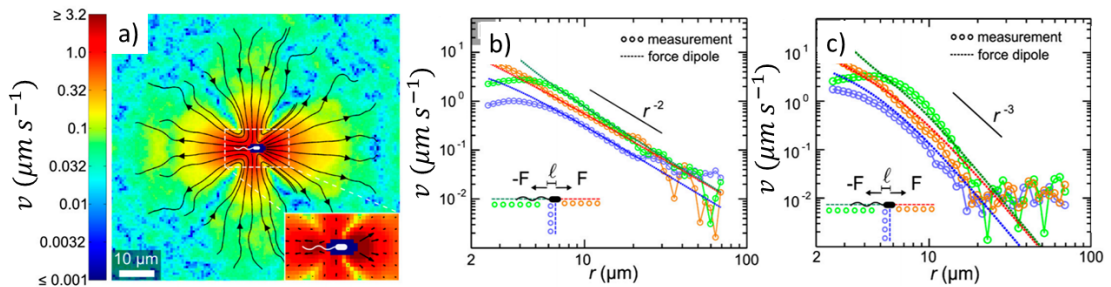 a)
v (μm s⁻¹)
≥ 3.2
1.0
0.32
0.1
0.032
0.01
0.0032
≤ 0.001
10 μm
b)
○○○ measurement
force dipole
v (μm s⁻¹)
10¹
10⁰
10⁻¹
10⁻²
r⁻²
ℓ
-F F
2 10 100
r (μm)
c)
○○○ measurement
force dipole
v (μm s⁻¹)
10¹
10⁰
10⁻¹
10⁻²
r⁻³
ℓ
-F F
2 10 100
r (μm)